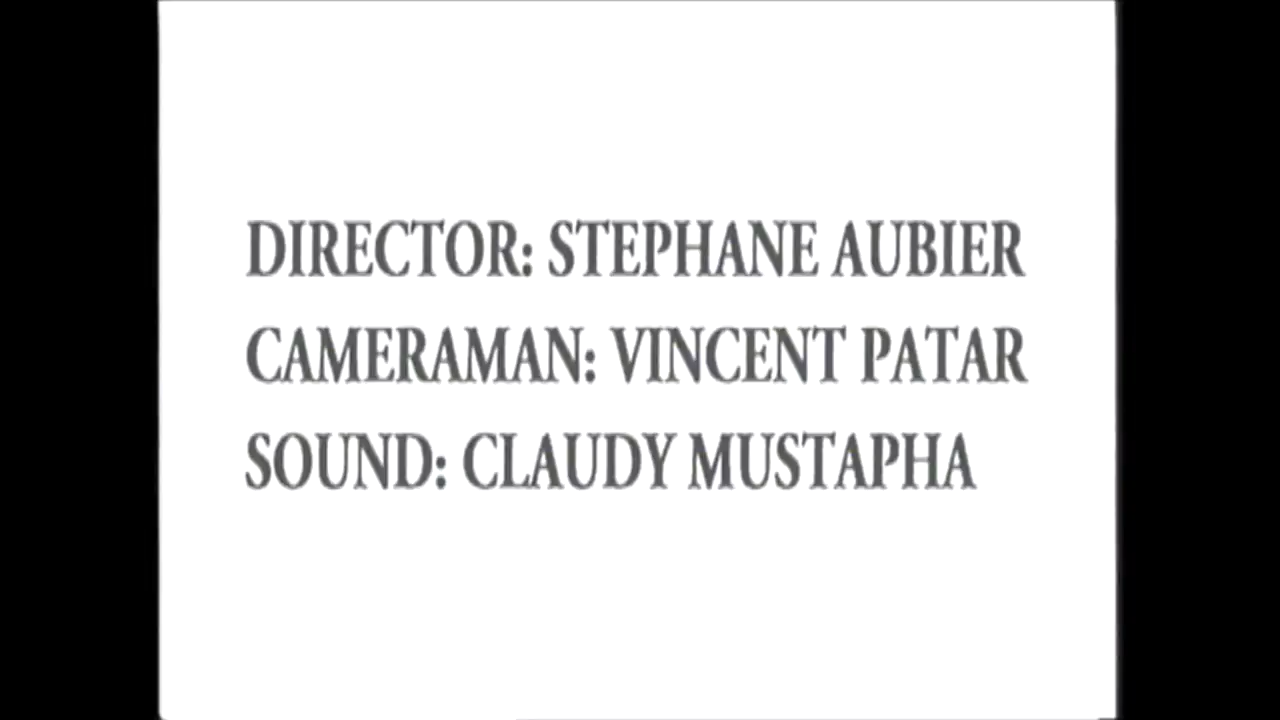 DIRECTOR: STEPHANE AUBIER
CAMERAMAN: VINCENT PATAR
SOUND: CLAUDY MUSTAPHA